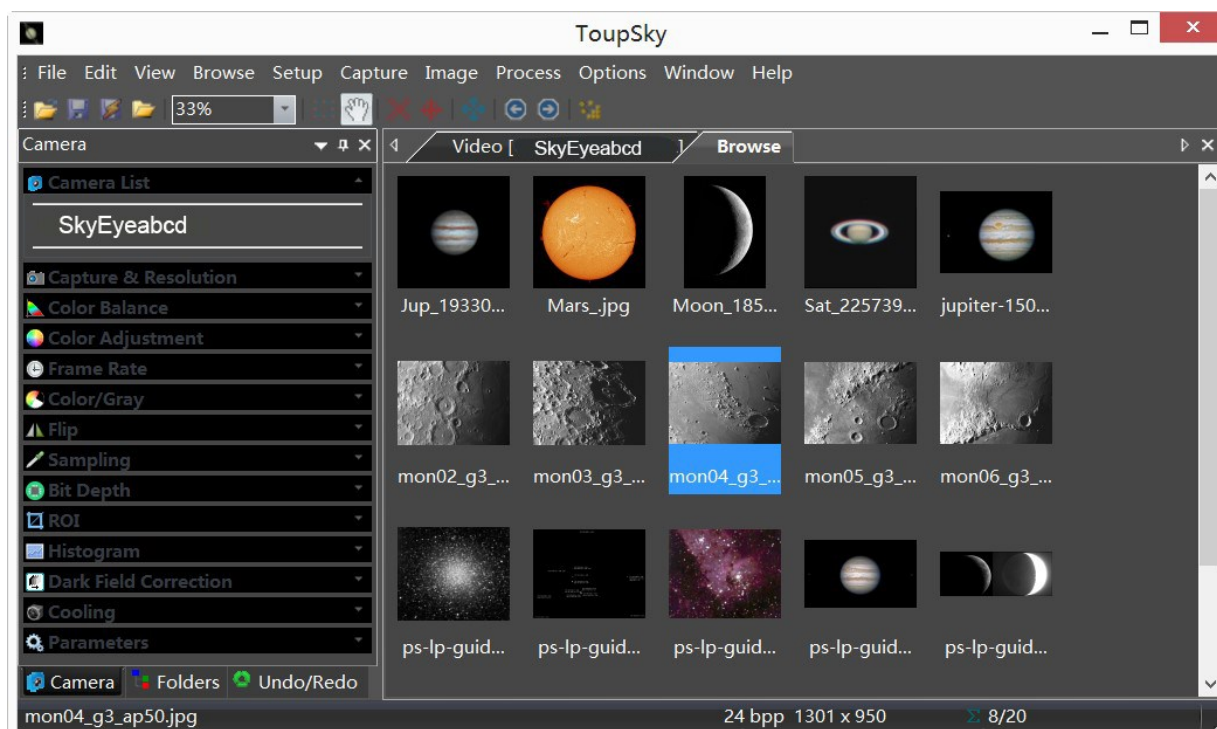 ToupSky
File Edit View Browse Setup Capture Image Process Options Window Help
33%
Camera
Video [ SkyEyeabcd ]
Browse
Camera List
SkyEyeabcd
Capture & Resolution
Color Balance
Color Adjustment
Frame Rate
Color/Gray
Flip
Sampling
Bit Depth
ROI
Histogram
Dark Field Correction
Cooling
Parameters
Camera Folders Undo/Redo
Jup_19330... Mars_.jpg Moon_185... Sat_225739... jupiter-150...
mon02_g3_... mon03_g3_... mon04_g3_... mon05_g3_... mon06_g3_...
ps-lp-guid... ps-lp-guid... ps-lp-guid... ps-lp-guid... ps-lp-guid...
mon04_g3_ap50.jpg 24 bpp 1301 x 950 Σ 8/20